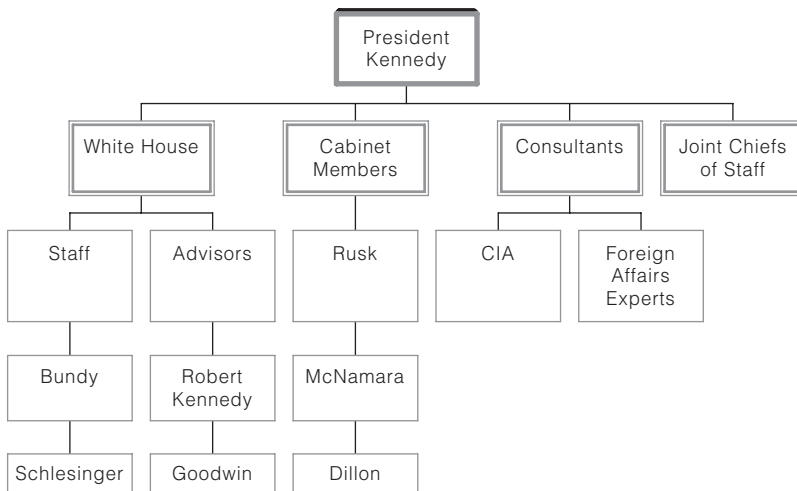 President
Kennedy
White House
Cabinet
Members
Consultants
Joint Chiefs
of Staff
Staff
Advisors
Rusk
CIA
Foreign
Affairs
Experts
Bundy
Robert
Kennedy
McNamara
Schlesinger
Goodwin
Dillon